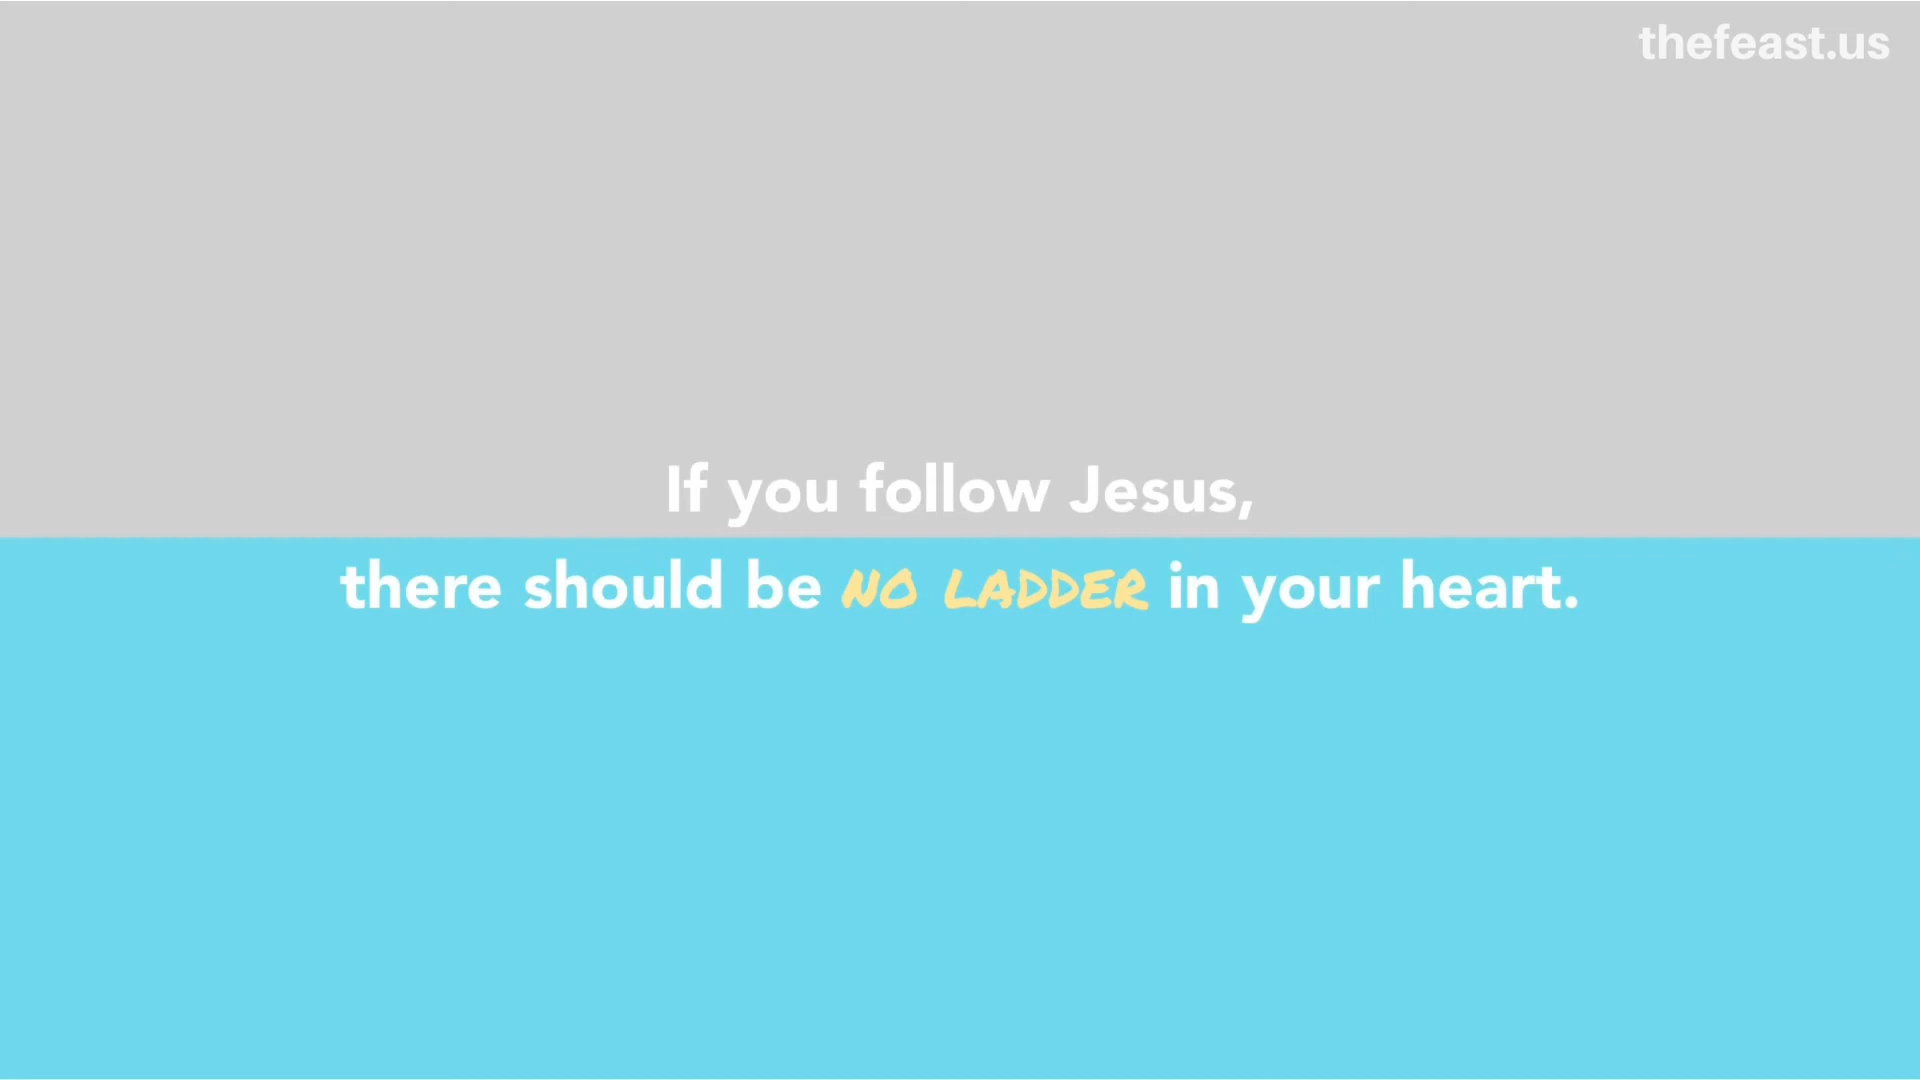 thefeast.us
If you follow Jesus,
there should be NO LADDER in your heart.